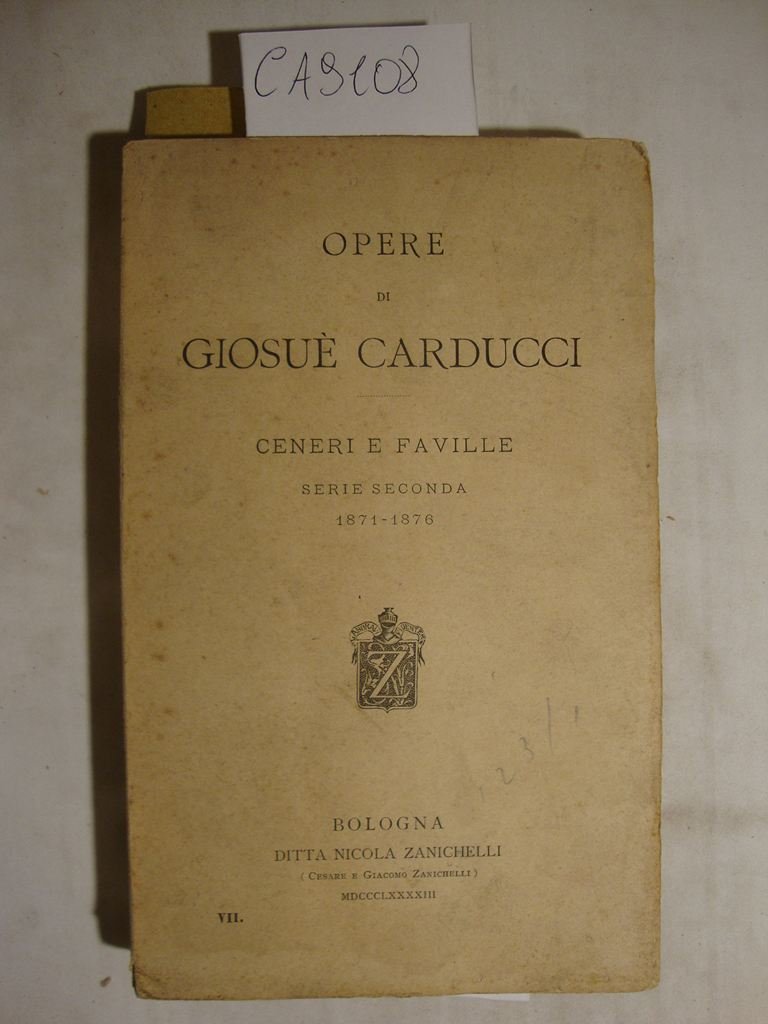 CA9108
OPERE
DI
GIOSUÈ CARDUCCI
CENERI E FAVILLE
SERIE SECONDA
1871-1876
Z
BOLOGNA
DITTA NICOLA ZANICHELLI
(CESARE E GIACOMO ZANICHELLI)
MDCCCLXXXXIII
VII.